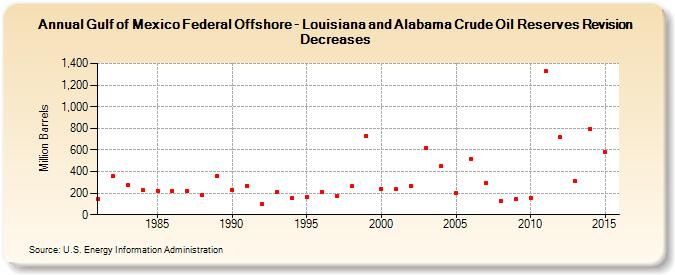 Annual Gulf of Mexico Federal Offshore - Louisiana and Alabama Crude Oil Reserves Revision
Decreases
Million Barrels
1,400
1,200
1,000
800
600
400
200
0
1985 1990 1995 2000 2005 2010 2015
Source: U.S. Energy Information Administration